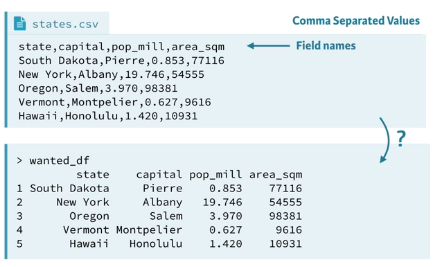 states.csv
Comma Separated Values
state,capital,pop_mill,area_sqm
Field names
South Dakota,Pierre,0.853,77116
New York,Albany,19.746,54555
Oregon,Salem,3.970,98381
Vermont,Montpelier,0.627,9616
Hawaii,Honolulu,1.420,10931
?
> wanted_df
state capital pop_mill area_sqm
1 South Dakota Pierre 0.853 77116
2 New York Albany 19.746 54555
3 Oregon Salem 3.970 98381
4 Vermont Montpelier 0.627 9616
5 Hawaii Honolulu 1.420 10931